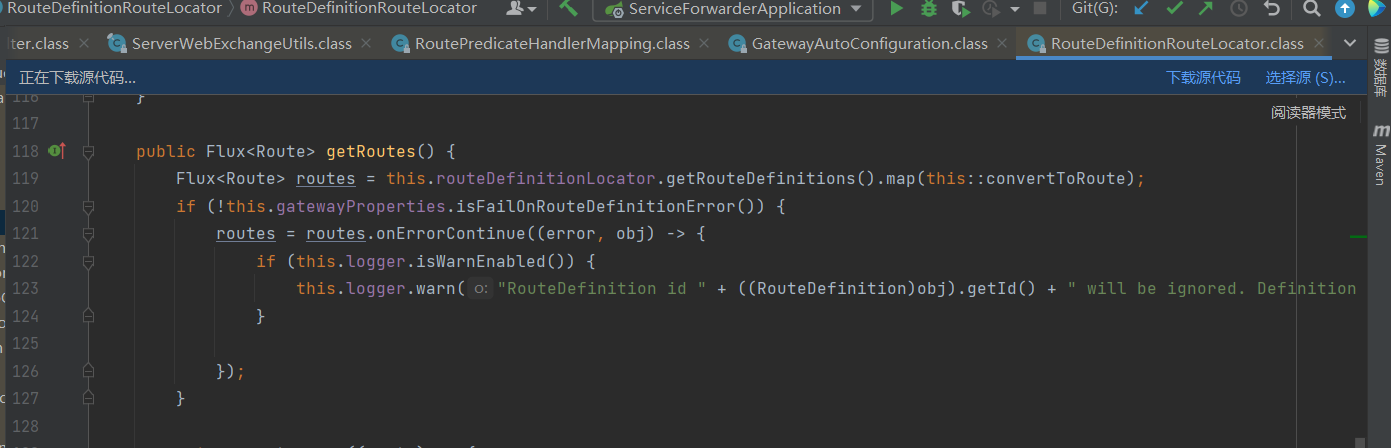 RouteDefinitionRouteLocator 〉 m RouteDefinitionRouteLocator ServiceForwarderApplication Git(G):
lter.class ServerWebExchangeUtils.class RoutePredicateHandlerMapping.class GatewayAutoConfiguration.class RouteDefinitionRouteLocator.class
正在下载源代码... 下载源代码 选择源 (S)...
数据库
阅读器模式
m Maven
116 }
117
118 public Flux<Route> getRoutes() {
119 Flux<Route> routes = this.routeDefinitionLocator.getRouteDefinitions().map(this::convertToRoute);
120 if (!this.gatewayProperties.isFailOnRouteDefinitionError()) {
121 routes = routes.onErrorContinue((error, obj) -> {
122 if (this.logger.isWarnEnabled()) {
123 this.logger.warn( o: "RouteDefinition id " + ((RouteDefinition)obj).getId() + " will be ignored. Definition
124 }
125
126 });
127 }
128